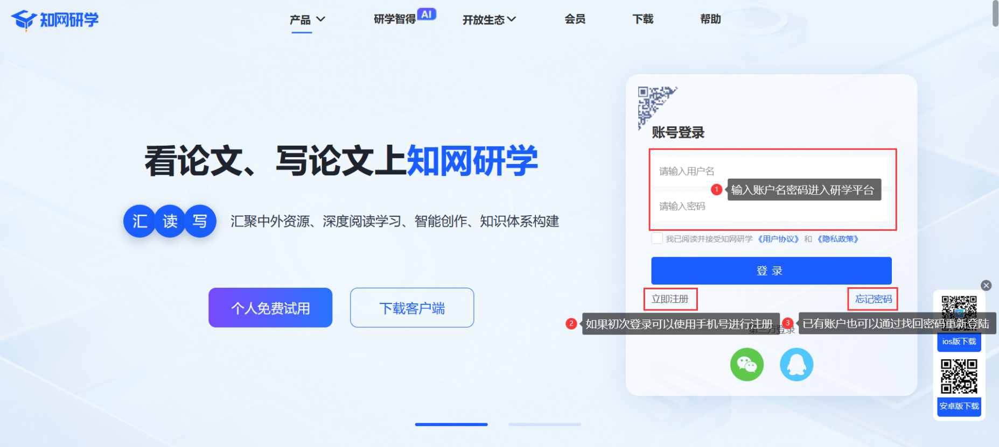 知网研学
产品
研学智得 AI
开放生态
会员
下载
帮助
看论文、写论文上知网研学
汇 读 写
汇聚中外资源、深度阅读学习、智能创作、知识体系构建
个人免费试用
下载客户端
账号登录
请输入用户名
1 输入账户名密码进入研学平台
请输入密码
我已阅读并接受知网研学《用户协议》和《隐私政策》
登 录
立即注册
忘记密码
2 如果初次登录可以使用手机号进行注册
3 已有账户也可以通过找回密码重新登陆
第三方登录
ios版下载
安卓版下载